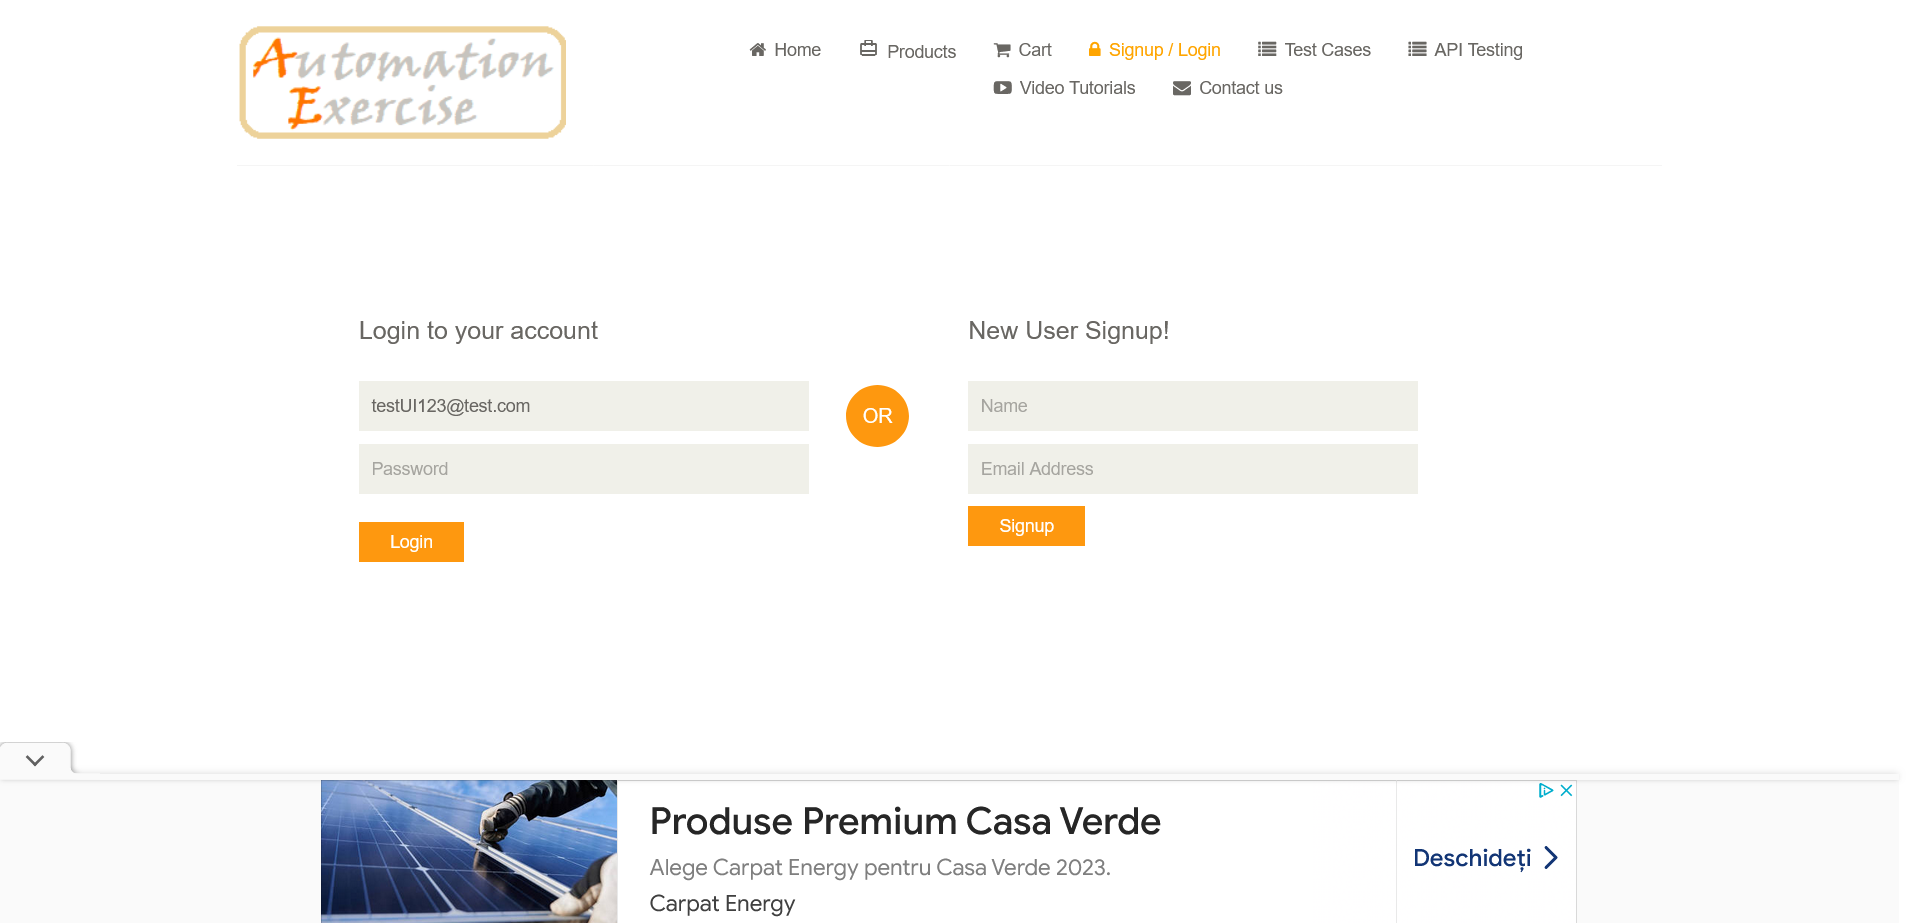 Automation
Exercise
Home
Products
Cart
Signup / Login
Test Cases
API Testing
Video Tutorials
Contact us
Login to your account
testUI123@test.com
Password
Login
OR
New User Signup!
Name
Email Address
Signup
Produse Premium Casa Verde
Alege Carpat Energy pentru Casa Verde 2023.
Carpat Energy
Deschideți